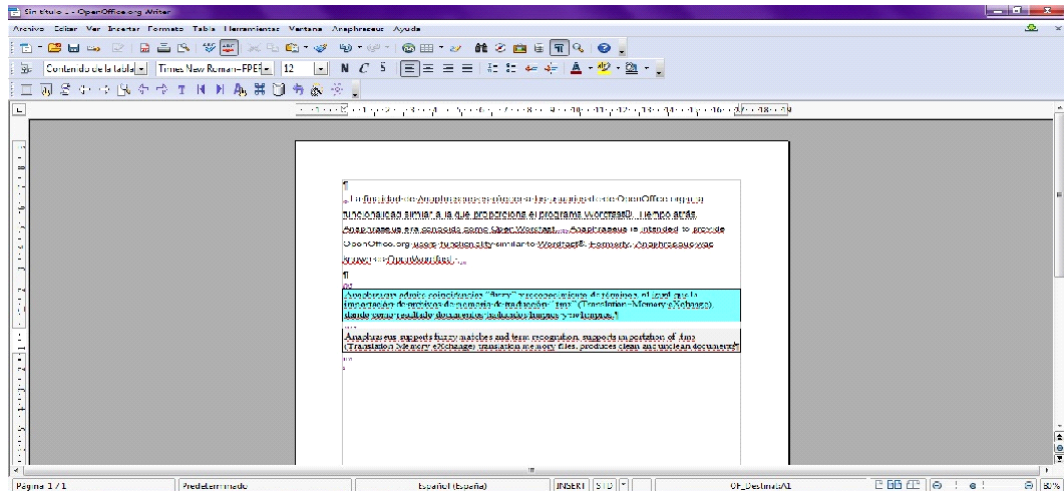 Sin título 1 - OpenOffice.org Writer
Archivo Editar Ver Insertar Formato Tabla Herramientas Ventana Anaphraseus Ayuda
Contenido de la tabla Times New Roman 12 N C S
La finalidad de Anaphraseus es ofrecer a los usuarios de OpenOffice.org una
funcionalidad similar a la que proporciona el programa Wordfast®. Tiempo atrás,
Anaphraseus era conocida como OpenWordfast. Anaphraseus is intended to provide
OpenOffice.org users functionality similar to Wordfast®. Formerly, Anaphraseus was
known as OpenWordfast
Anaphraseus admite coincidencias "fuzzy" y reconocimiento de términos, al igual que la
importación de archivos de memoria de traducción ".tmx" (Translation Memory eXchange),
dando como resultado documentos traducidos limpios y no limpios.¶
Anaphraseus supports fuzzy matches and term recognition, supports importation of .tmx
(Translation Memory eXchange) translation memory files, produces clean and unclean documents¶
Página 1 / 1 Predeterminado Español (España) INSERT STD OF_Destinat:A1 80%